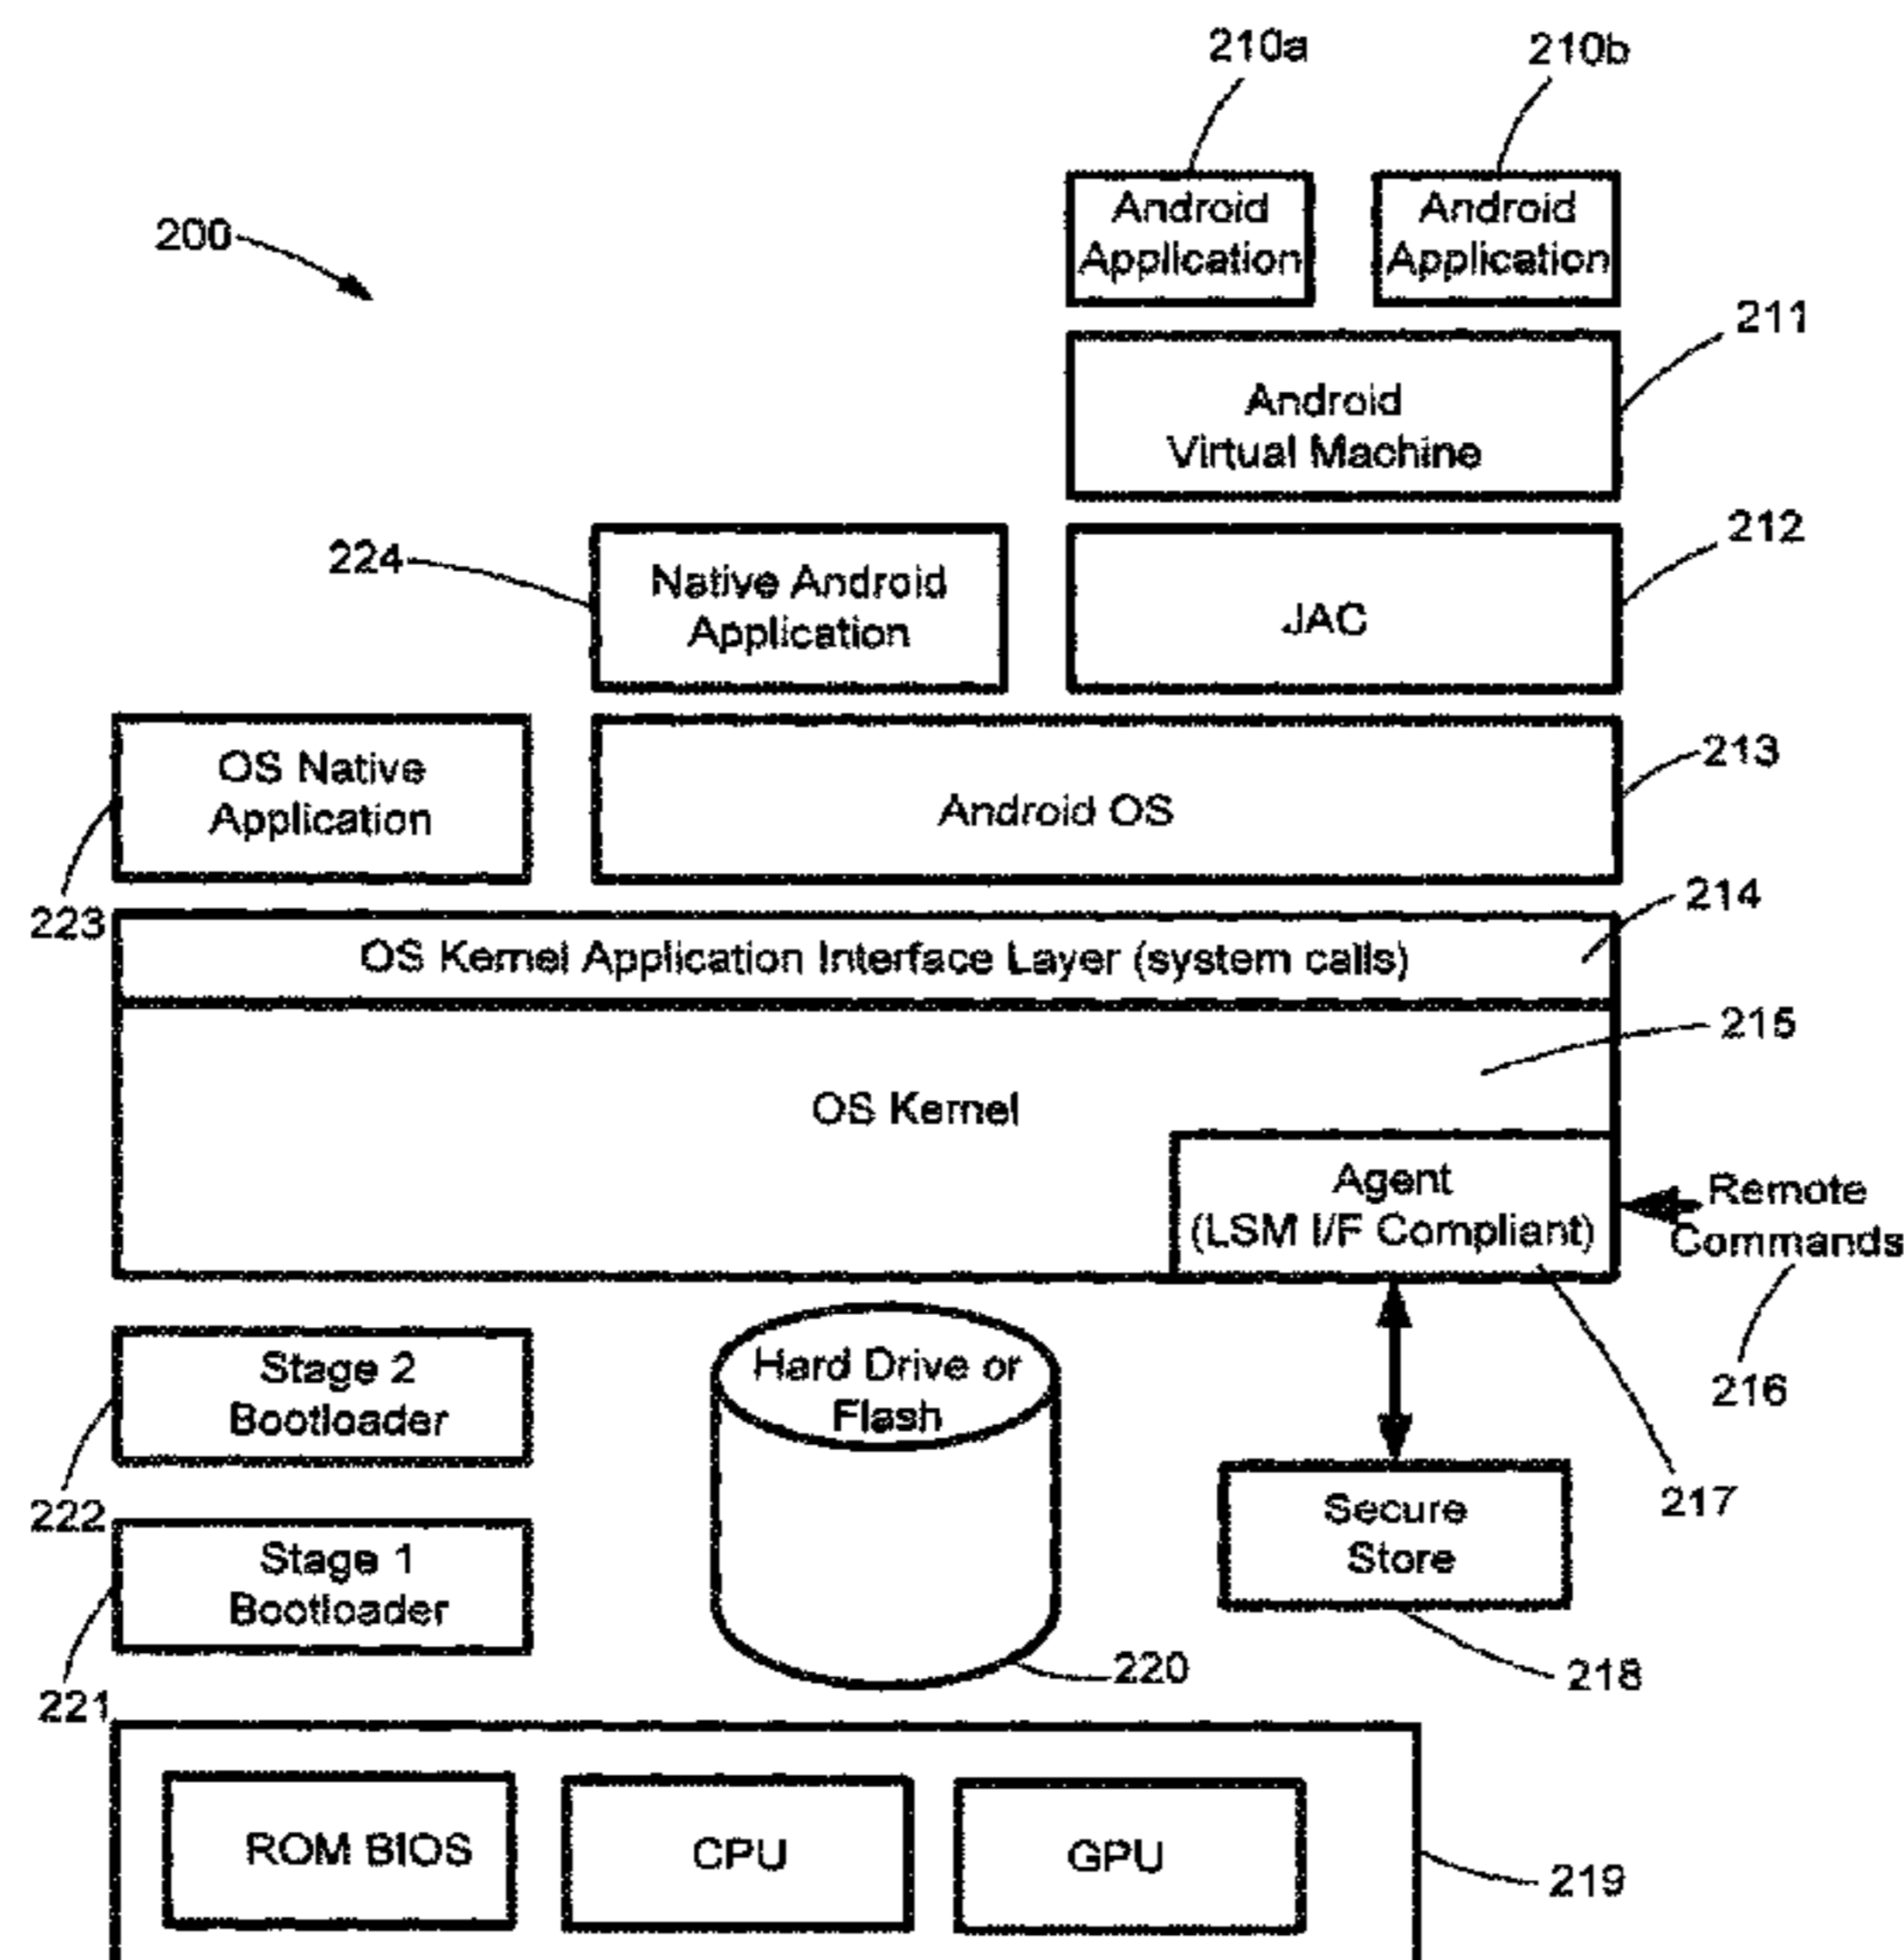 210a
210b
200
Android
Application
Android
Application
211
Android
Virtual Machine
212
224
Native Android
Application
JAC
213
OS Native
Application
Android OS
223
214
OS Kernel Application Interface Layer (system calls)
215
OS Kernel
Agent
(LSM I/F Compliant)
Remote
Commands
216
Stage 2
Bootloader
Hard Drive or
Flash
222
217
Secure
Store
Stage 1
Bootloader
220
218
221
ROM BIOS
CPU
GPU
219